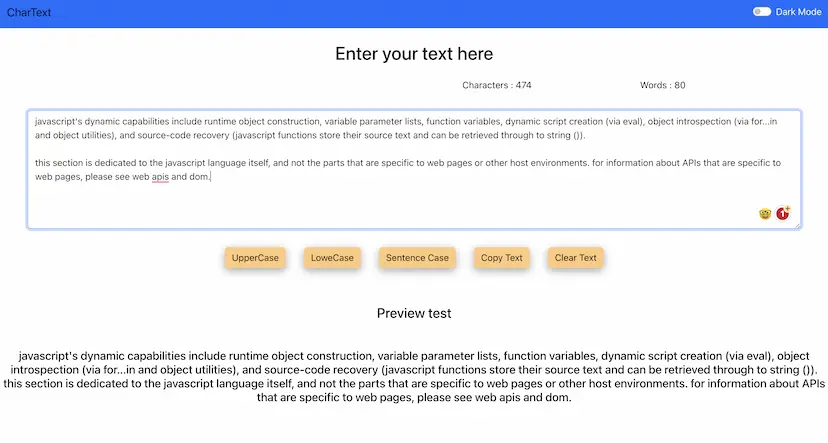 CharText
Dark Mode
Enter your text here
Characters : 474
Words : 80
javascript's dynamic capabilities include runtime object construction, variable parameter lists, function variables, dynamic script creation (via eval), object introspection (via for...in
and object utilities), and source-code recovery (javascript functions store their source text and can be retrieved through to string ()).
this section is dedicated to the javascript language itself, and not the parts that are specific to web pages or other host environments. for information about APIs that are specific to
web pages, please see web apis and dom.
1
UpperCase
LoweCase
Sentence Case
Copy Text
Clear Text
Preview test
javascript's dynamic capabilities include runtime object construction, variable parameter lists, function variables, dynamic script creation (via eval), object
introspection (via for...in and object utilities), and source-code recovery (javascript functions store their source text and can be retrieved through to string ()).
this section is dedicated to the javascript language itself, and not the parts that are specific to web pages or other host environments. for information about APIs
that are specific to web pages, please see web apis and dom.